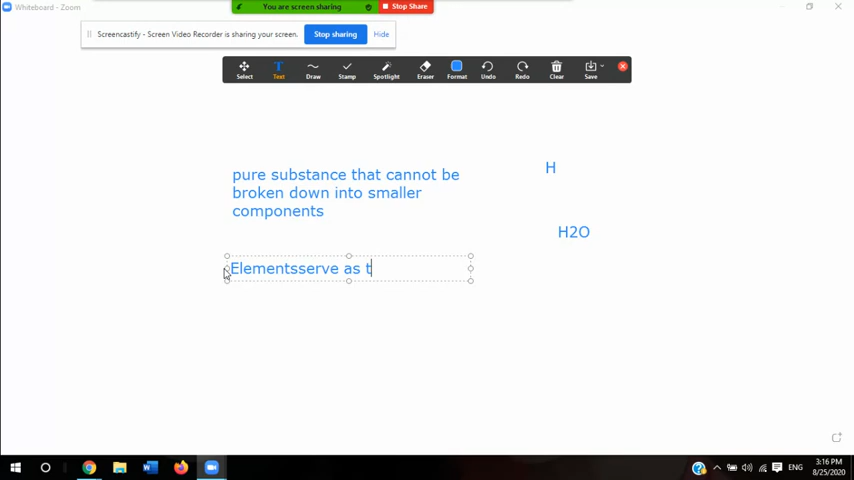 Whiteboard - Zoom
You are screen sharing
Stop Share
Screencastify - Screen Video Recorder is sharing your screen.
Stop sharing
Hide
Select
Text
Draw
Stamp
Spotlight
Eraser
Format
Undo
Redo
Clear
Save
pure substance that cannot be
broken down into smaller
components
H
H2O
Elementsserve as t
ENG
3:16 PM
8/25/2020